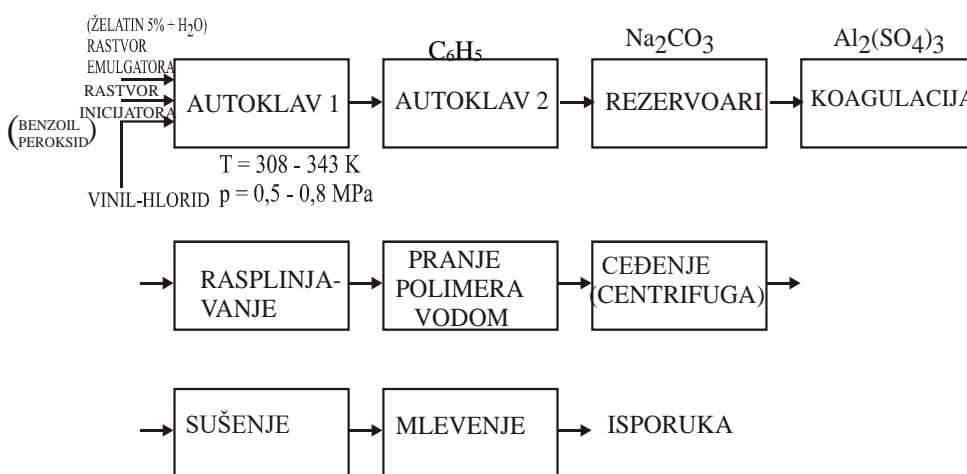 (ŽELATIN 5% + H₂O)
RASTVOR
EMULGATORA
RASTVOR
INICIJATORA
(BENZOIL
PEROKSID)
VINIL-HLORID
AUTOKLAV 1
T = 308 - 343 K
p = 0,5 - 0,8 MPa
C₆H₅
AUTOKLAV 2
Na₂CO₃
REZERVOARI
Al₂(SO₄)₃
KOAGULACIJA
RASPLINJA-
VANJE
PRANJE
POLIMERA
VODOM
CEĐENJE
(CENTRIFUGA)
SUŠENJE
MLEVENJE
ISPORUKA